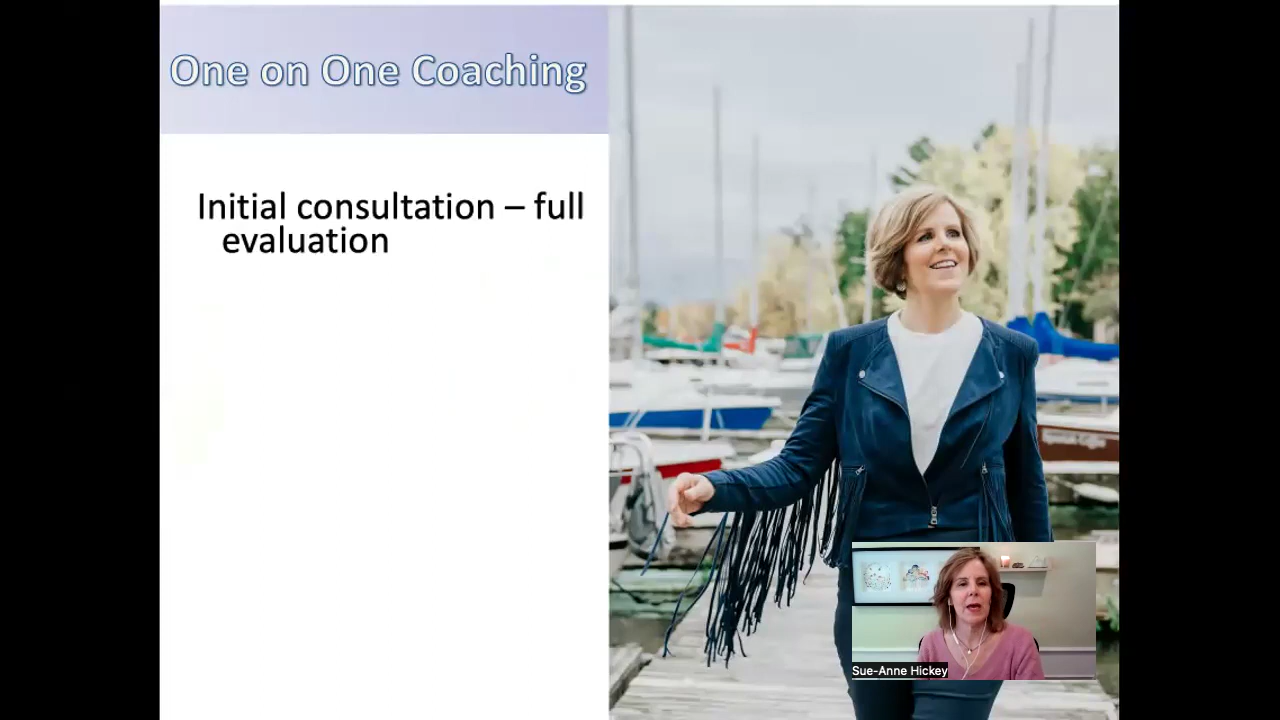 One on One Coaching
Initial consultation – full
evaluation
Sue-Anne Hickey